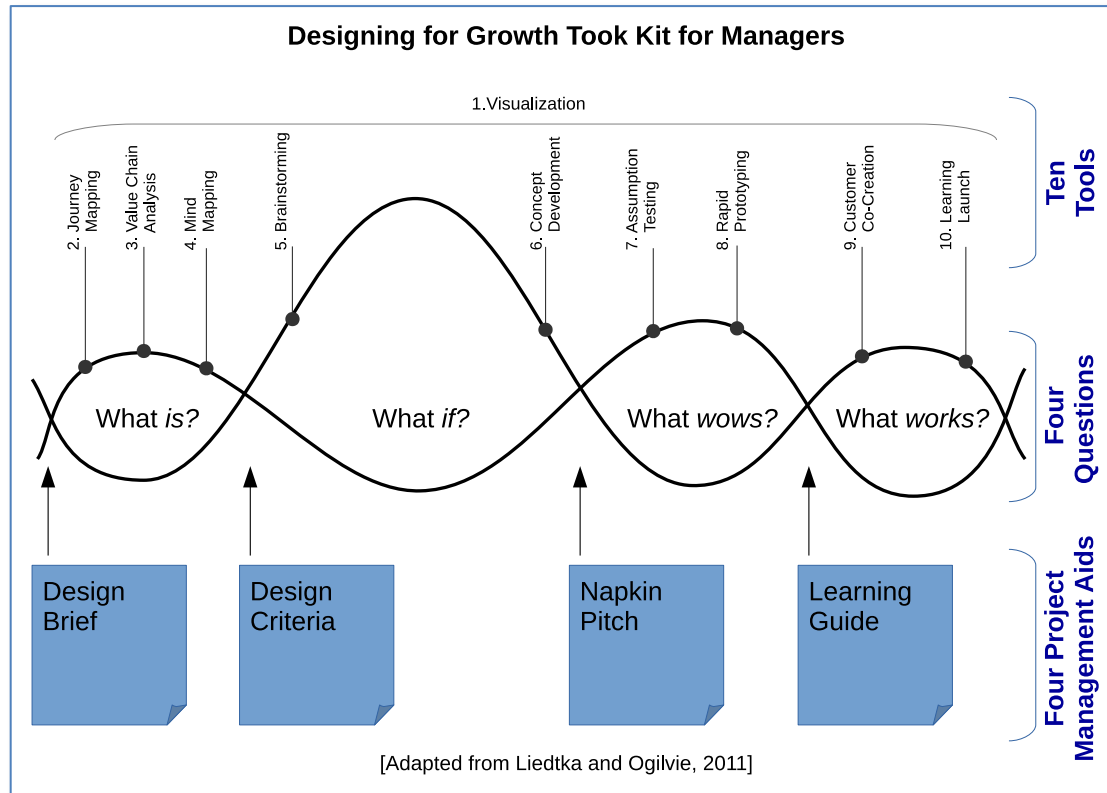 Designing for Growth Took Kit for Managers
1.Visualization
2. Journey
Mapping
3. Value Chain
Analysis
4. Mind
Mapping
5. Brainstorming
6. Concept
Development
7. Assumption
Testing
8. Rapid
Prototyping
9. Customer
Co-Creation
10. Learning
Launch
Ten
Tools
What is?
What if?
What wows?
What works?
Four
Questions
Design
Brief
Design
Criteria
Napkin
Pitch
Learning
Guide
Four Project
Management Aids
[Adapted from Liedtka and Ogilvie, 2011]